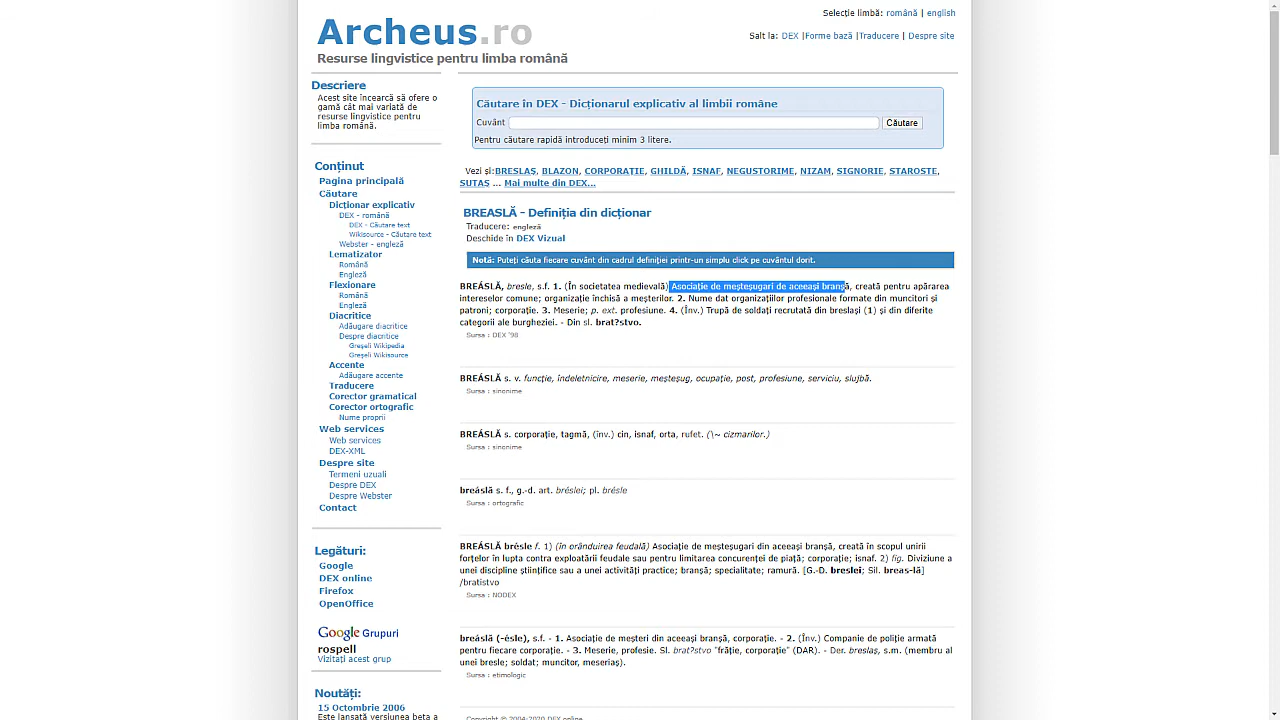 Selecție limbă: română | english
Archeus.ro
Salt la: DEX |Forme bază |Traducere | Despre site
Resurse lingvistice pentru limba română
Descriere
Acest site încearcă să ofere o
gamă cât mai variată de
resurse lingvistice pentru
limba română.
Conținut
Pagina principală
Căutare
Dicționar explicativ
DEX - română
DEX - Căutare text
Wikisource - Căutare text
Webster - engleză
Lematizator
Română
Engleză
Flexionare
Română
Engleză
Diacritice
Adăugare diacritice
Despre diacritice
Greșeli Wikipedia
Greșeli Wikisource
Accente
Adăugare accente
Traducere
Corector gramatical
Corector ortografic
Nume proprii
Web services
Web services
DEX-XML
Despre site
Termeni uzuali
Despre DEX
Despre Webster
Contact
Legături:
Google
DEX online
Firefox
OpenOffice
Google Grupuri
rospell
Vizitați acest grup
Noutăți:
15 Octombrie 2006
Este lansată versiunea beta a
Căutare în DEX - Dicționarul explicativ al limbii române
Cuvânt Căutare
Pentru căutare rapidă introduceți minim 3 litere.
Vezi și:BRESLAȘ, BLAZON, CORPORAȚIE, GHILDĂ, ISNAF, NEGUSTORIME, NIZAM, SIGNORIE, STAROSTE,
SUTAȘ ... Mai multe din DEX...
BREASLĂ - Definiția din dicționar
Traducere: engleză
Deschide în DEX Vizual
Notă: Puteți căuta fiecare cuvânt din cadrul definiției printr-un simplu click pe cuvântul dorit.
BREÁSLĂ, bresle, s.f. 1. (În societatea medievală) Asociație de meșteșugari de aceeași branșă, creată pentru apărarea
intereselor comune; organizație închisă a meșterilor. 2. Nume dat organizațiilor profesionale formate din muncitori și
patroni; corporație. 3. Meserie; p. ext. profesiune. 4. (Înv.) Trupă de soldați recrutată din breslași (1) și din diferite
categorii ale burgheziei. - Din sl. brat?stvo.
Sursa : DEX '98
BREÁSLĂ s. v. funcție, îndeletnicire, meserie, meșteșug, ocupație, post, profesiune, serviciu, slujbă.
Sursa : sinonime
BREÁSLĂ s. corporație, tagmă, (înv.) cin, isnaf, orta, rufet. (\~ cizmarilor.)
Sursa : sinonime
breáslă s. f., g.-d. art. bréslei; pl. brésle
Sursa : ortografic
BREÁSLĂ brésle f. 1) (în orânduirea feudală) Asociație de meșteșugari din aceeași branșă, creată în scopul unirii
forțelor în lupta contra exploatării feudale sau pentru limitarea concurenței de piață; corporație; isnaf. 2) fig. Diviziune a
unei discipline științifice sau a unei activități practice; branșă; specialitate; ramură. [G.-D. breslei; Sil. breas-lă]
/bratistvo
Sursa : NODEX
breáslă (-ésle), s.f. - 1. Asociație de meșteri din aceeași branșă, corporație. - 2. (Înv.) Companie de poliție armată
pentru fiecare corporație. - 3. Meserie, profesie. Sl. brat?stvo "frăție, corporație" (DAR). - Der. breslaș, s.m. (membru al
unei bresle; soldat; muncitor, meseriaș).
Sursa : etimologic
Copyright © 2004-2020 DEX online